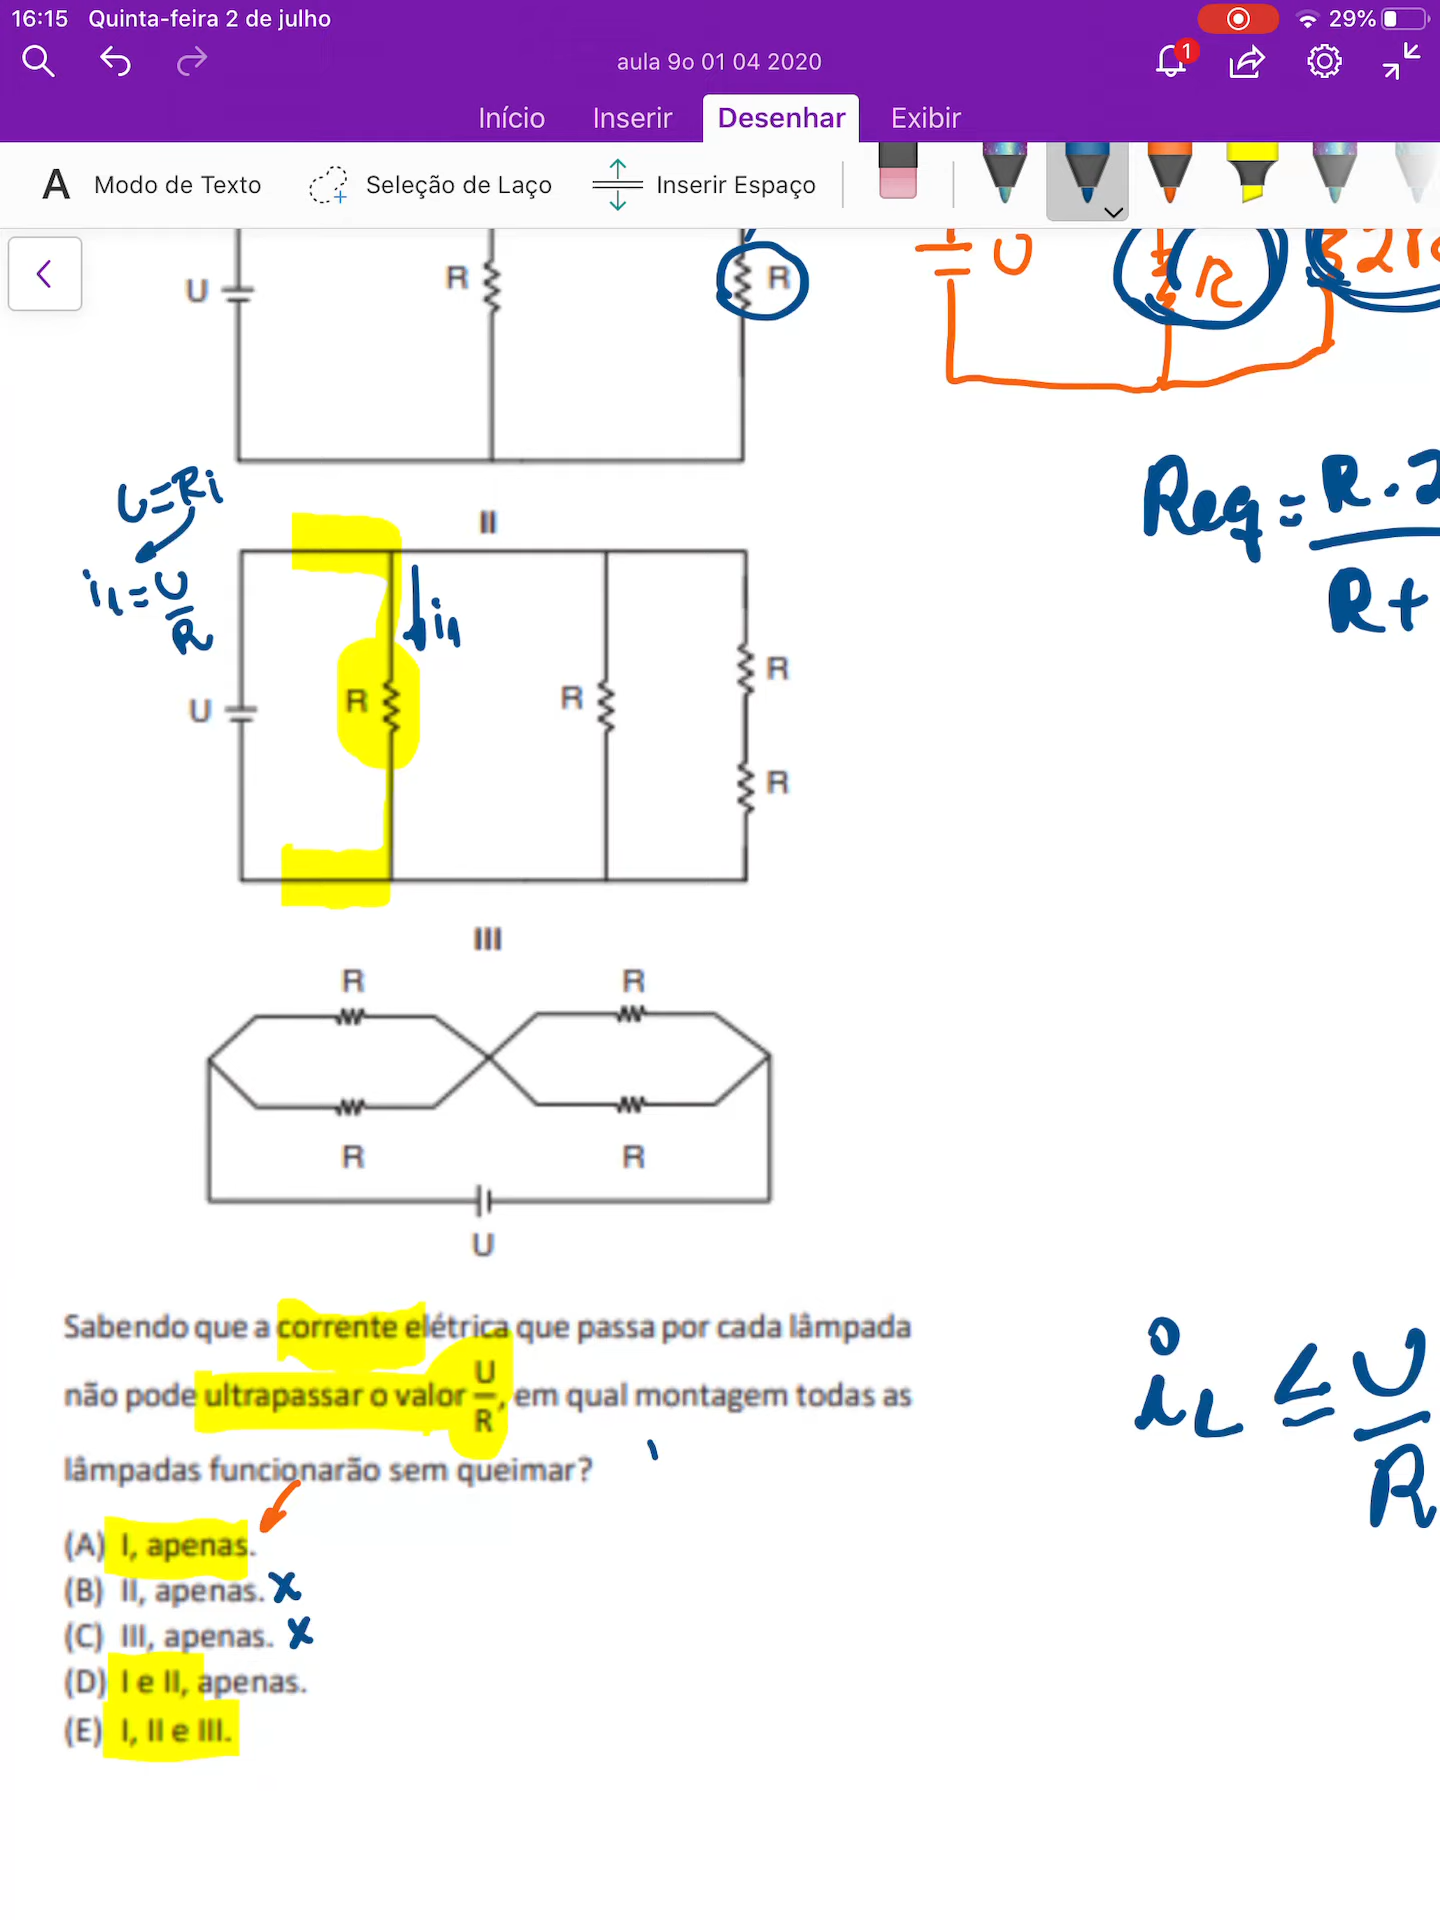 16:15 Quinta-feira 2 de julho
29%
aula 9o 01 04 2020
1
Início Inserir Desenhar Exibir
A Modo de Texto Seleção de Laço Inserir Espaço
U R R
U R 2R
U=Ri
i1=U/R
Req = R.2
R+
II
i1
U R R R
R
III
R R
R R
U
Sabendo que a corrente elétrica que passa por cada lâmpada
não pode ultrapassar o valor U/R, em qual montagem todas as
lâmpadas funcionarão sem queimar?
iL ≤ U/R
(A) I, apenas.
(B) II, apenas. x
(C) III, apenas. x
(D) I e II, apenas.
(E) I, II e III.